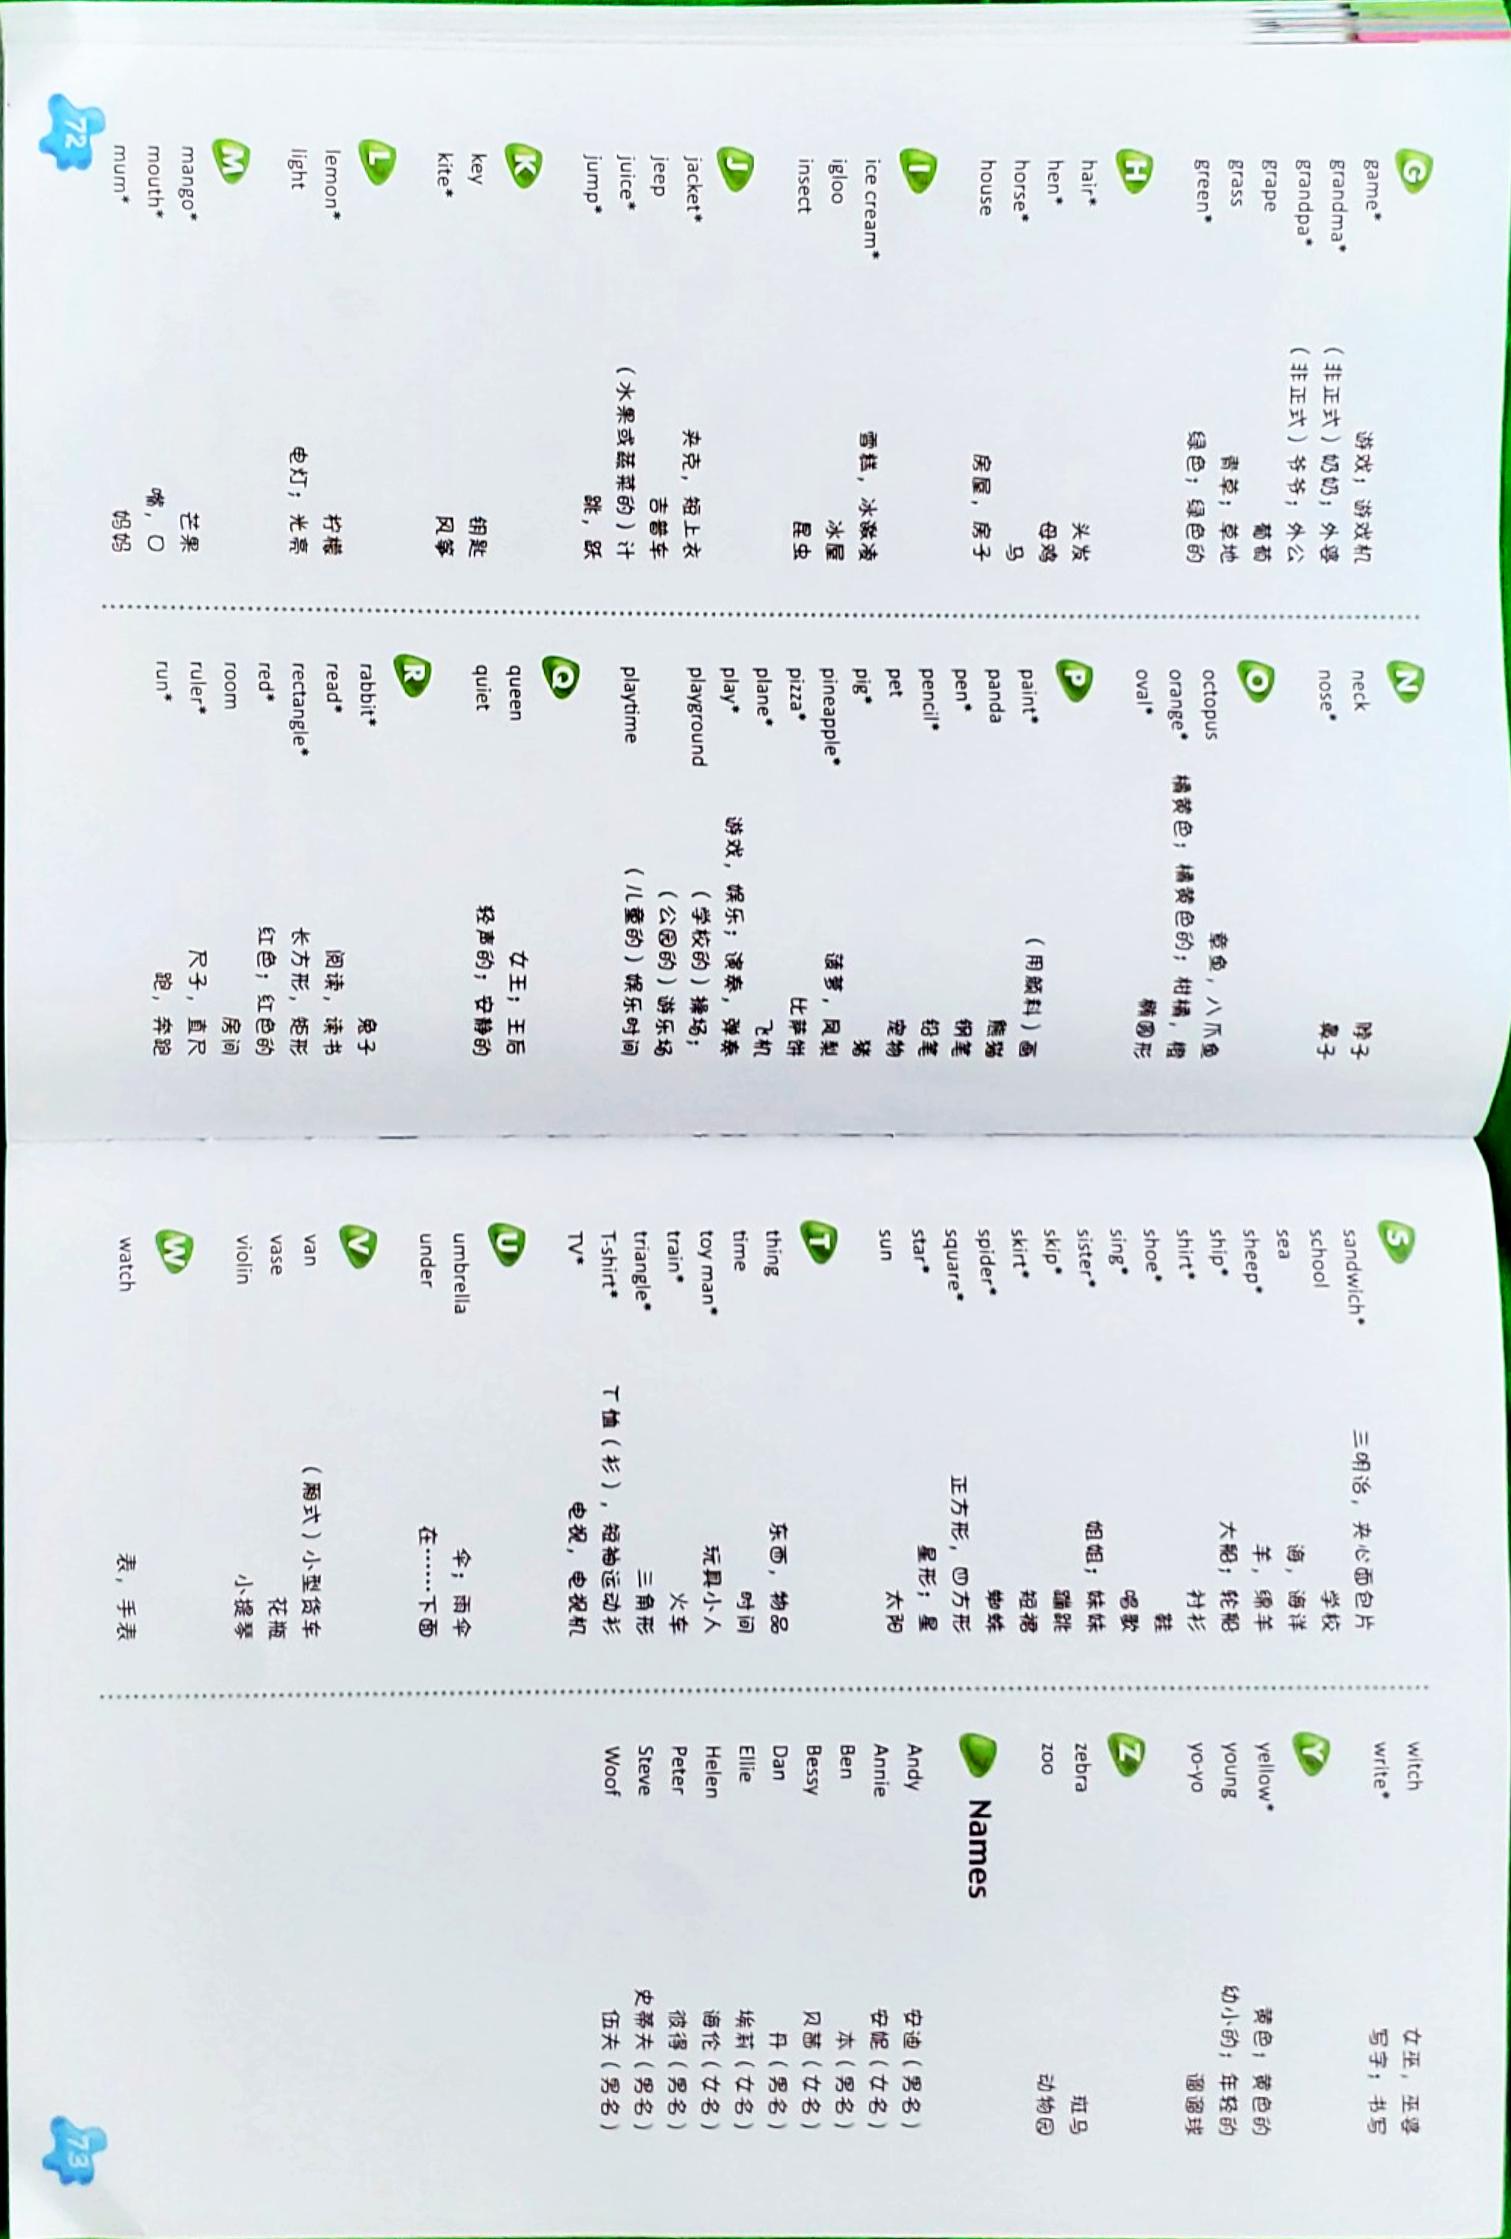 G
game* 游戏；游戏机
grandma* （非正式）奶奶；外婆
grandpa* （非正式）爷爷；外公
grape 葡萄
grass 青草；草地
green* 绿色；绿色的
H
hair* 头发
hen* 母鸡
horse* 马
house 房屋，房子
I
ice cream* 雪糕，冰激凌
igloo 冰屋
insect 昆虫
J
jacket* 夹克，短上衣
jeep 吉普车
juice* （水果或蔬菜的）汁
jump* 跳，跃
K
key 钥匙
kite* 风筝
L
lemon* 柠檬
light 电灯；光亮
M
mango* 芒果
mouth* 嘴，口
mum* 妈妈
72
N
neck 脖子
nose* 鼻子
O
octopus 章鱼，八爪鱼
orange* 橘黄色；橘黄色的；柑橘，橙
oval* 椭圆形
P
paint* （用颜料）画
panda 熊猫
pen* 钢笔
pencil* 铅笔
pet 宠物
pig* 猪
pineapple* 菠萝，凤梨
pizza* 比萨饼
plane* 飞机
play* 游戏，娱乐；演奏，弹奏
playground （学校的）操场；
（公园的）游乐场
playtime （儿童的）娱乐时间
Q
queen 女王；王后
quiet 轻声的；安静的
R
rabbit* 兔子
read* 阅读，读书
rectangle* 长方形，矩形
red* 红色；红色的
room 房间
ruler* 尺子，直尺
run* 跑，奔跑
S
sandwich* 三明治，夹心面包片
school 学校
sea 海，海洋
sheep* 羊，绵羊
ship* 大船；轮船
shirt* 衬衫
shoe* 鞋
sing* 唱歌
sister* 姐姐；妹妹
skip* 蹦跳
skirt* 短裙
spider* 蜘蛛
square* 正方形，四方形
star* 星形；星
sun 太阳
T
thing 东西，物品
time 时间
toy man* 玩具小人
train* 火车
triangle* 三角形
T-shirt* T恤（衫），短袖运动衫
TV* 电视，电视机
U
umbrella 伞；雨伞
under 在……下面
V
van （厢式）小型货车
vase 花瓶
violin 小提琴
W
watch 表，手表
witch 女巫，巫婆
write* 写字；书写
Y
yellow* 黄色；黄色的
young 幼小的；年轻的
yo-yo 遛遛球
Z
zebra 斑马
zoo 动物园
Names
Andy 安迪（男名）
Annie 安妮（女名）
Ben 本（男名）
Bessy 贝茜（女名）
Dan 丹（男名）
Ellie 埃莉（女名）
Helen 海伦（女名）
Peter 彼得（男名）
Steve 史蒂夫（男名）
Woof 伍夫（男名）
73